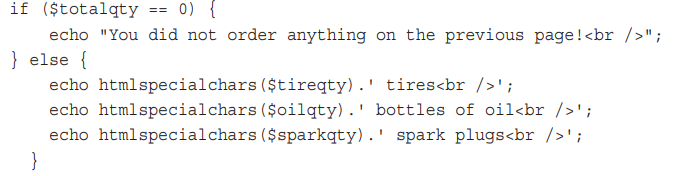 if ($totalqty == 0) {
    echo "You did not order anything on the previous page!<br />";
} else {
    echo htmlspecialchars($tireqty).' tires<br />';
    echo htmlspecialchars($oilqty).' bottles of oil<br />';
    echo htmlspecialchars($sparkqty).' spark plugs<br />';
  }